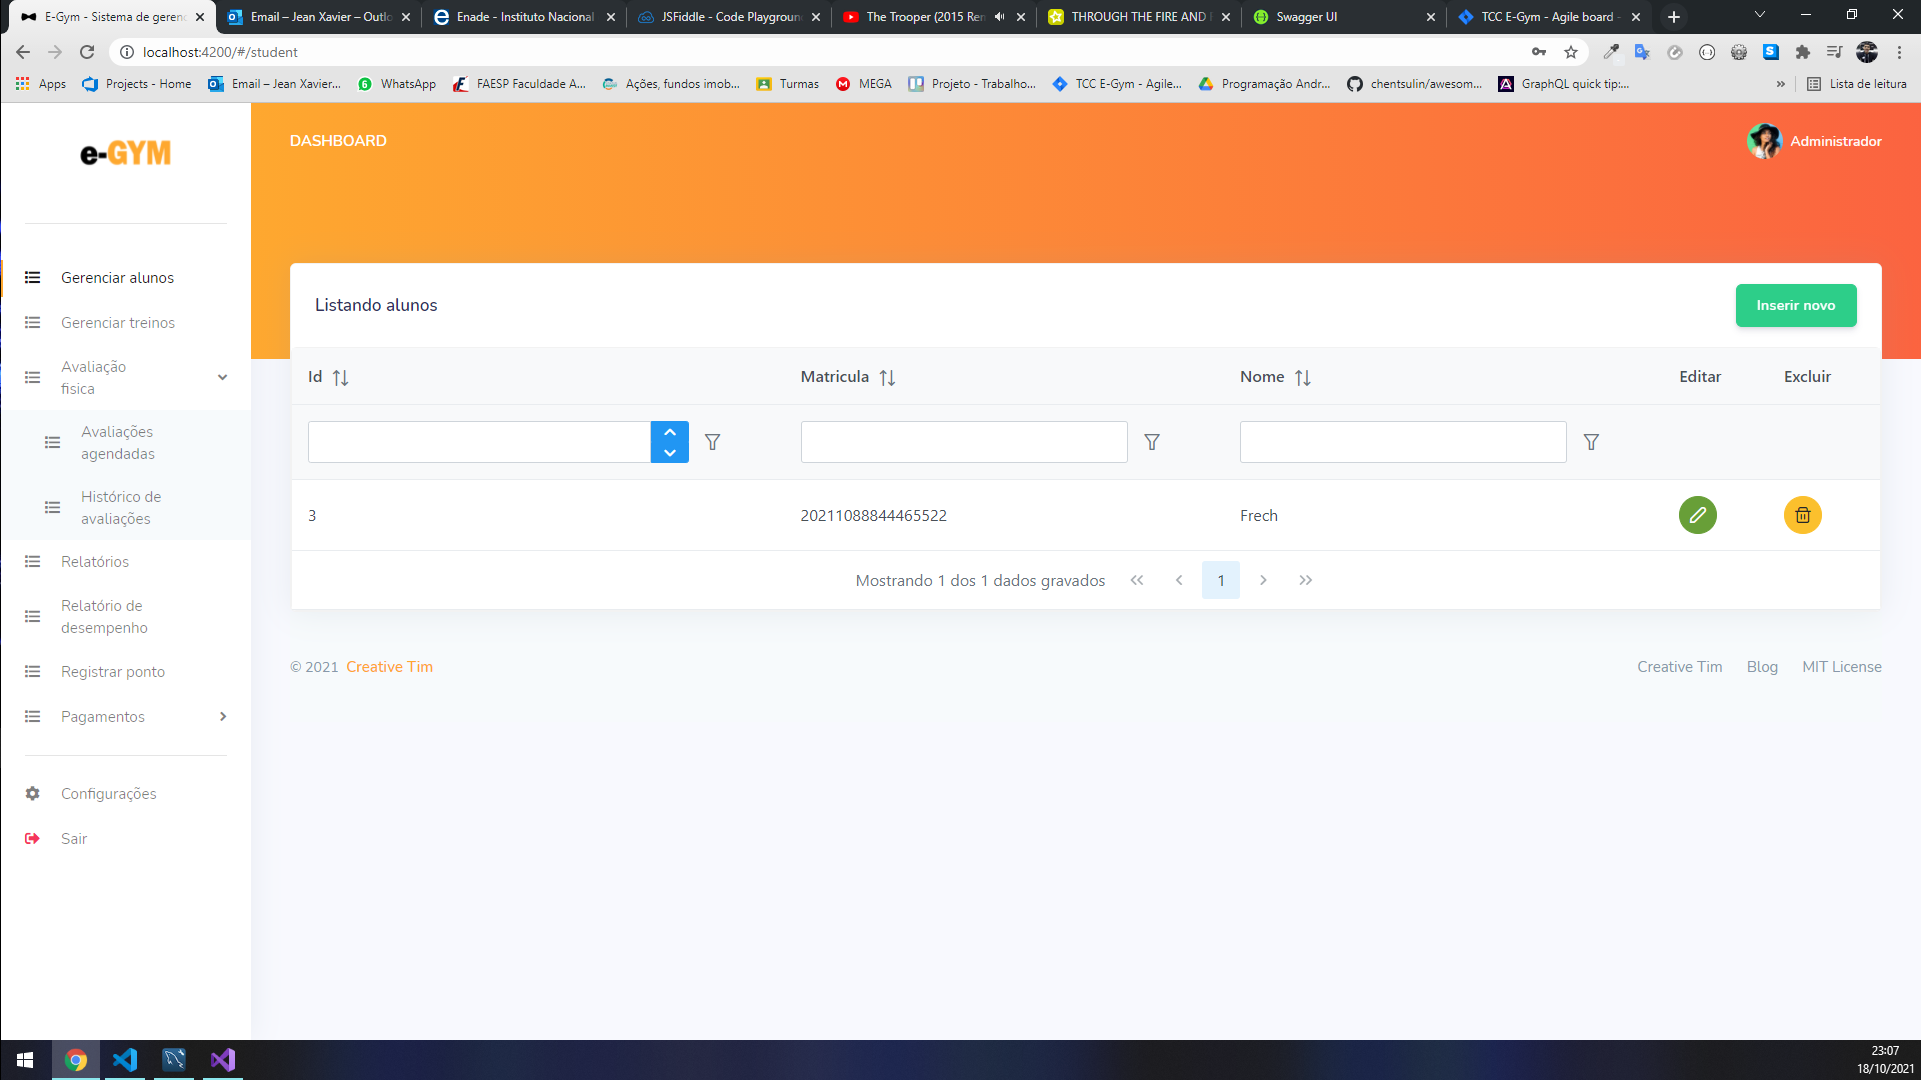 E-Gym - Sistema de geren
Email – Jean Xavier – Outlo
Enade - Instituto Nacional
JSFiddle - Code Playgroun
The Trooper (2015 Rem
THROUGH THE FIRE AND
Swagger UI
TCC E-Gym - Agile board -
localhost:4200/#/student
Apps
Projects - Home
Email – Jean Xavier...
WhatsApp
FAESP Faculdade A...
Ações, fundos imob...
Turmas
MEGA
Projeto - Trabalho...
TCC E-Gym - Agile...
Programação Andr...
chentsulin/awesom...
GraphQL quick tip:...
»
Lista de leitura
e-GYM
DASHBOARD
Administrador
Gerenciar alunos
Gerenciar treinos
Avaliação
fisica
Avaliações
agendadas
Histórico de
avaliações
Relatórios
Relatório de
desempenho
Registrar ponto
Pagamentos
Configurações
Sair
Listando alunos
Inserir novo
Id Matricula Nome Editar Excluir
3 20211088844465522 Frech
Mostrando 1 dos 1 dados gravados « ‹ 1 › »
© 2021 Creative Tim
Creative Tim Blog MIT License
23:07
18/10/2021